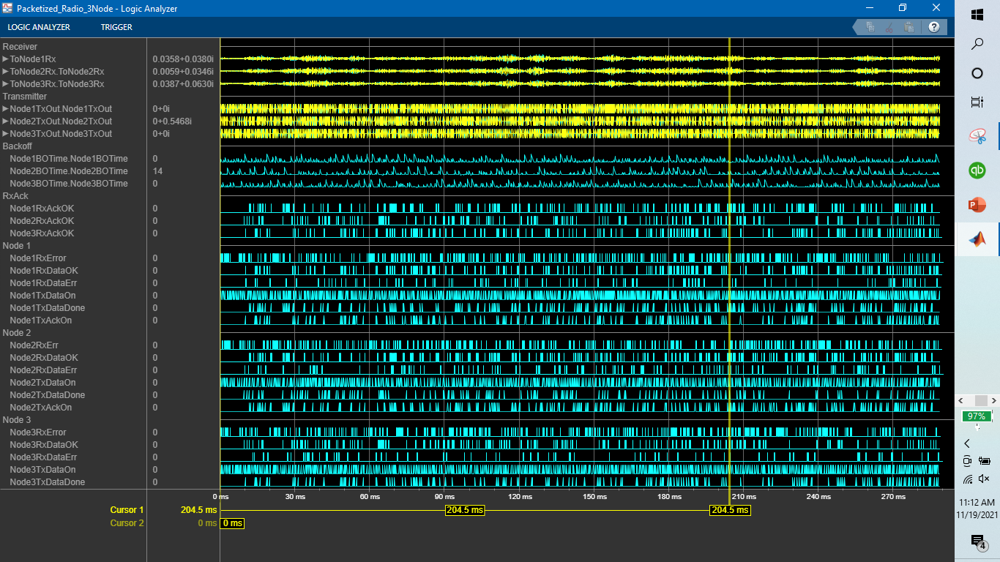 Packetized_Radio_3Node - Logic Analyzer
LOGIC ANALYZER TRIGGER
Receiver
ToNode1Rx 0.0358+0.0380i
ToNode2Rx.ToNode2Rx 0.0059+0.0346i
ToNode3Rx.ToNode3Rx 0.0387+0.0630i
Transmitter
Node1TxOut.Node1TxOut 0+0i
Node2TxOut.Node2TxOut 0+0.5468i
Node3TxOut.Node3TxOut 0+0i
Backoff
Node1BOTime.Node1BOTime 0
Node2BOTime.Node2BOTime 14
Node3BOTime.Node3BOTime 0
RxAck
Node1RxAckOK 0
Node2RxAckOK 0
Node3RxAckOK 0
Node 1
Node1RxError 0
Node1RxDataOK 0
Node1RxDataErr 0
Node1TxDataOn 0
Node1TxDataDone 0
Node1TxAckOn 0
Node 2
Node2RxErr 0
Node2RxDataOK 0
Node2RxDataErr 0
Node2TxDataOn 0
Node2TxDataDone 0
Node2TxAckOn 0
Node 3
Node3RxError 0
Node3RxDataOK 0
Node3RxDataErr 0
Node3TxDataOn 0
Node3TxDataDone 0
0 ms 30 ms 60 ms 90 ms 120 ms 150 ms 180 ms 210 ms 240 ms 270 ms
Cursor 1 204.5 ms 204.5 ms 204.5 ms
Cursor 2 0 ms 0 ms
qb
P
97%
11:12 AM
11/19/2021
4